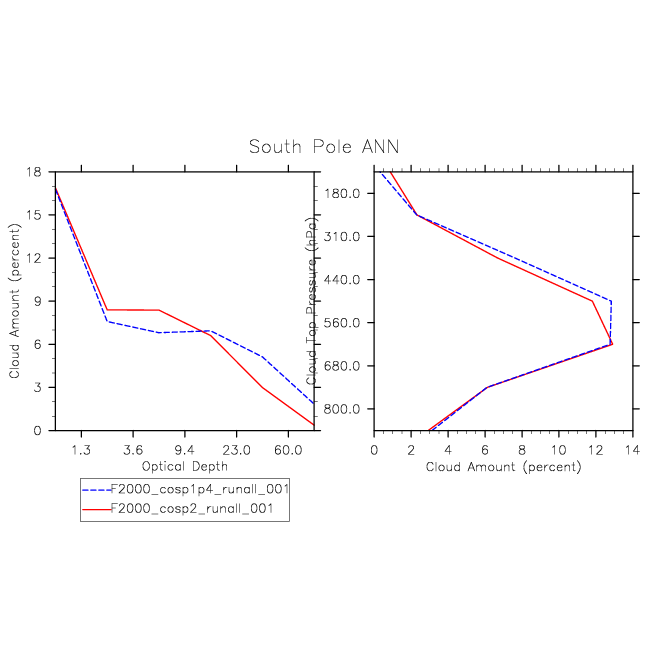 South Pole ANN
Cloud Amount (percent)
18
15
12
9
6
3
0
1.3 3.6 9.4 23.0 60.0
Optical Depth
Cloud Top Pressure (hPa)
180.0
310.0
440.0
560.0
680.0
800.0
0 2 4 6 8 10 12 14
Cloud Amount (percent)
F2000_cosp1p4_runall_001
F2000_cosp2_runall_001